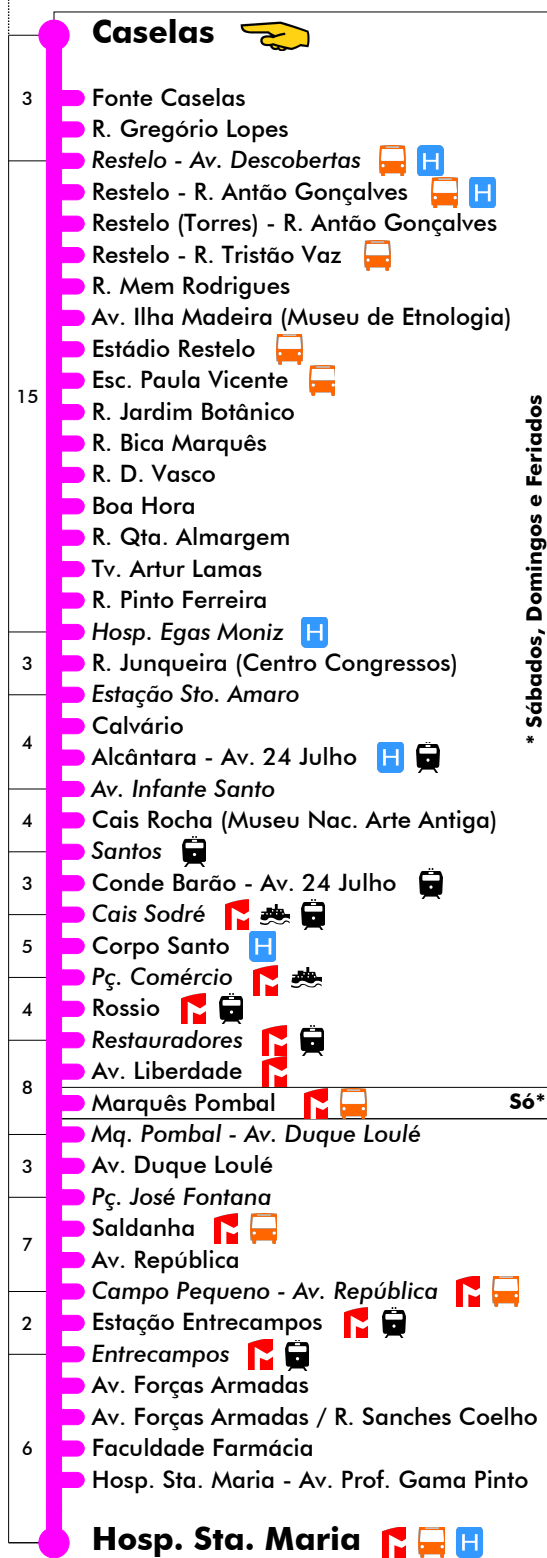 Caselas
3
Fonte Caselas
R. Gregório Lopes
Restelo - Av. Descobertas H
Restelo - R. Antão Gonçalves H
Restelo (Torres) - R. Antão Gonçalves
Restelo - R. Tristão Vaz
R. Mem Rodrigues
Av. Ilha Madeira (Museu de Etnologia)
Estádio Restelo
15
Esc. Paula Vicente
R. Jardim Botânico
R. Bica Marquês
R. D. Vasco
Boa Hora
R. Qta. Almargem
Tv. Artur Lamas
R. Pinto Ferreira
Hosp. Egas Moniz H
3
R. Junqueira (Centro Congressos)
Estação Sto. Amaro
4
Calvário
Alcântara - Av. 24 Julho H
Av. Infante Santo
4
Cais Rocha (Museu Nac. Arte Antiga)
Santos
3
Conde Barão - Av. 24 Julho
Cais Sodré
5
Corpo Santo H
Pç. Comércio
4
Rossio
Restauradores
8
Av. Liberdade
Marquês Pombal Só*
Mq. Pombal - Av. Duque Loulé
3
Av. Duque Loulé
Pç. José Fontana
7
Saldanha
Av. República
Campo Pequeno - Av. República
2
Estação Entrecampos
Entrecampos
6
Av. Forças Armadas
Av. Forças Armadas / R. Sanches Coelho
Faculdade Farmácia
Hosp. Sta. Maria - Av. Prof. Gama Pinto
Hosp. Sta. Maria H
* Sábados, Domingos e Feriados